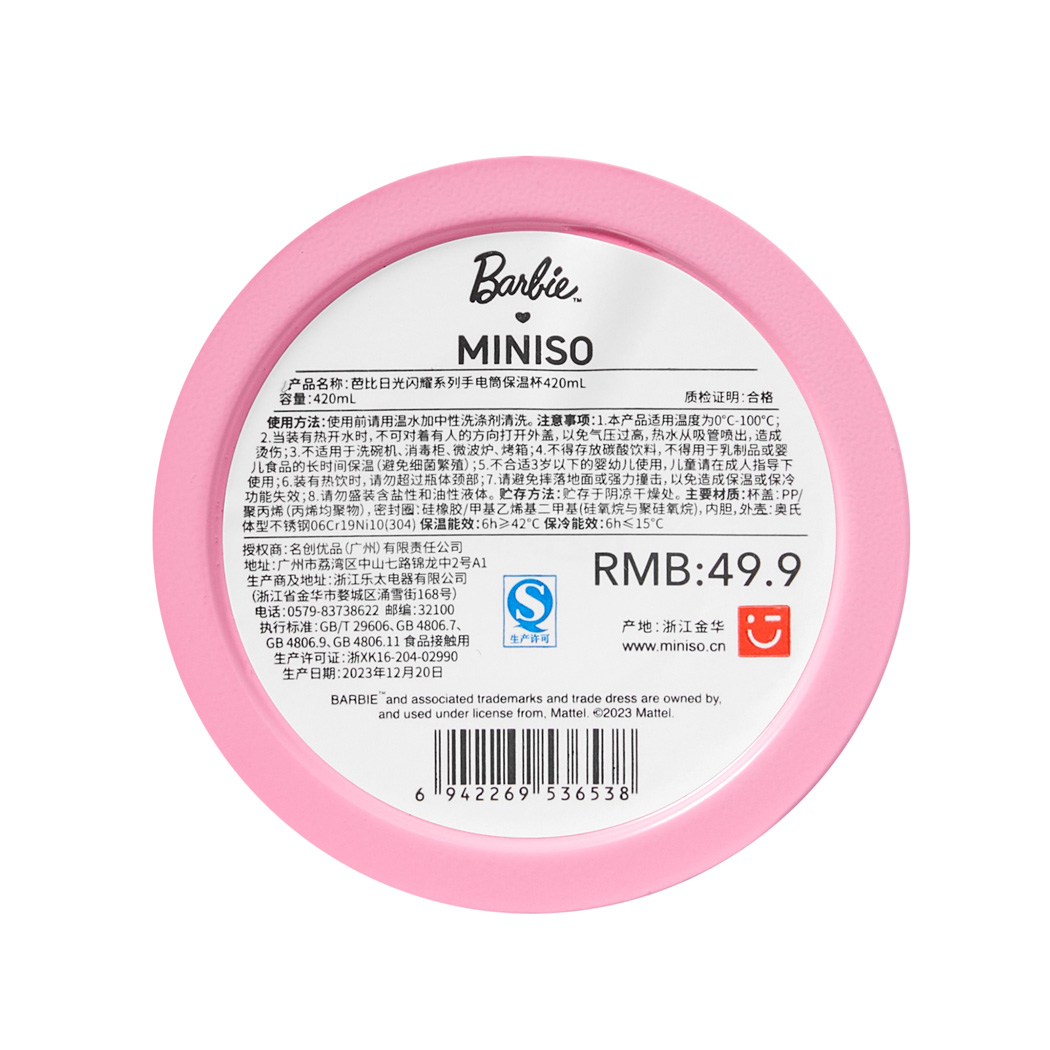 Barbie™
MINISO
产品名称:芭比日光闪耀系列手电筒保温杯420mL
容量:420mL 质检证明:合格
使用方法:使用前请用温水加中性洗涤剂清洗。注意事项:1.本产品适用温度为0°C-100°C;
2.当装有热开水时,不可对着有人的方向打开外盖,以免气压过高,热水从吸管喷出,造成
烫伤;3.不适用于洗碗机、消毒柜、微波炉、烤箱;4.不得存放碳酸饮料,不得用于乳制品或婴
儿食品的长时间保温(避免细菌繁殖);5.不合适3岁以下的婴幼儿使用,儿童请在成人指导下
使用;6.装有热饮时,请勿超过瓶体颈部;7.请避免摔落地面或强力撞击,以免造成保温或保冷
功能失效;8.请勿盛装含盐性和油性液体。贮存方法:贮存于阴凉干燥处。主要材质:杯盖:PP/
聚丙烯(丙烯均聚物),密封圈:硅橡胶/甲基乙烯基二甲基(硅氧烷与聚硅氧烷),内胆,外壳:奥氏
体型不锈钢06Cr19Ni10(304) 保温能效:6h≥42°C 保冷能效:6h≤15°C
授权商:名创优品(广州)有限责任公司
地址:广州市荔湾区中山七路锦龙中2号A1
生产商及地址:浙江乐太电器有限公司
(浙江省金华市婺城区涌雪街168号)
电话:0579-83738622 邮编:32100
执行标准:GB/T 29606、GB 4806.7、
GB 4806.9、GB 4806.11 食品接触用
生产许可证:浙XK16-204-02990
生产日期:2023年12月20日
RMB:49.9
S
生产许可
产地:浙江金华
www.miniso.cn
BARBIE™ and associated trademarks and trade dress are owned by,
and used under license from, Mattel. ©2023 Mattel.
6 942269 536538